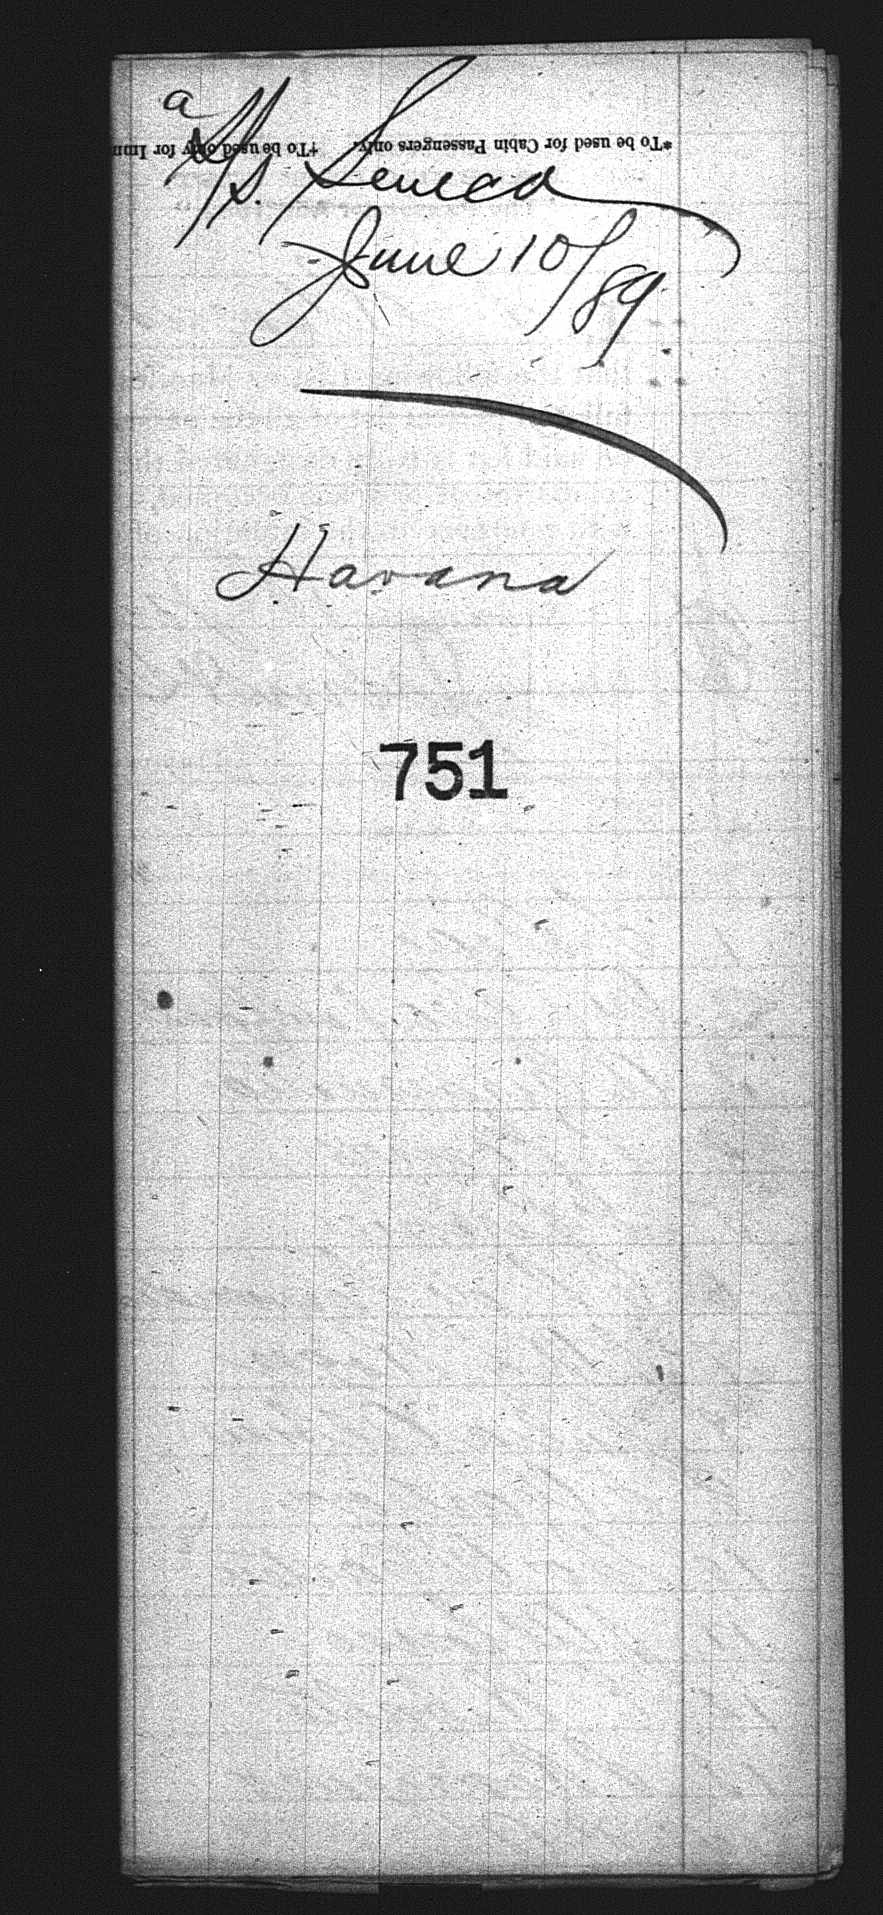 a
*To be used for Cabin Passengers only. †To be used only for Imm
S/S. Seneca
June 10/89.
Havana
751